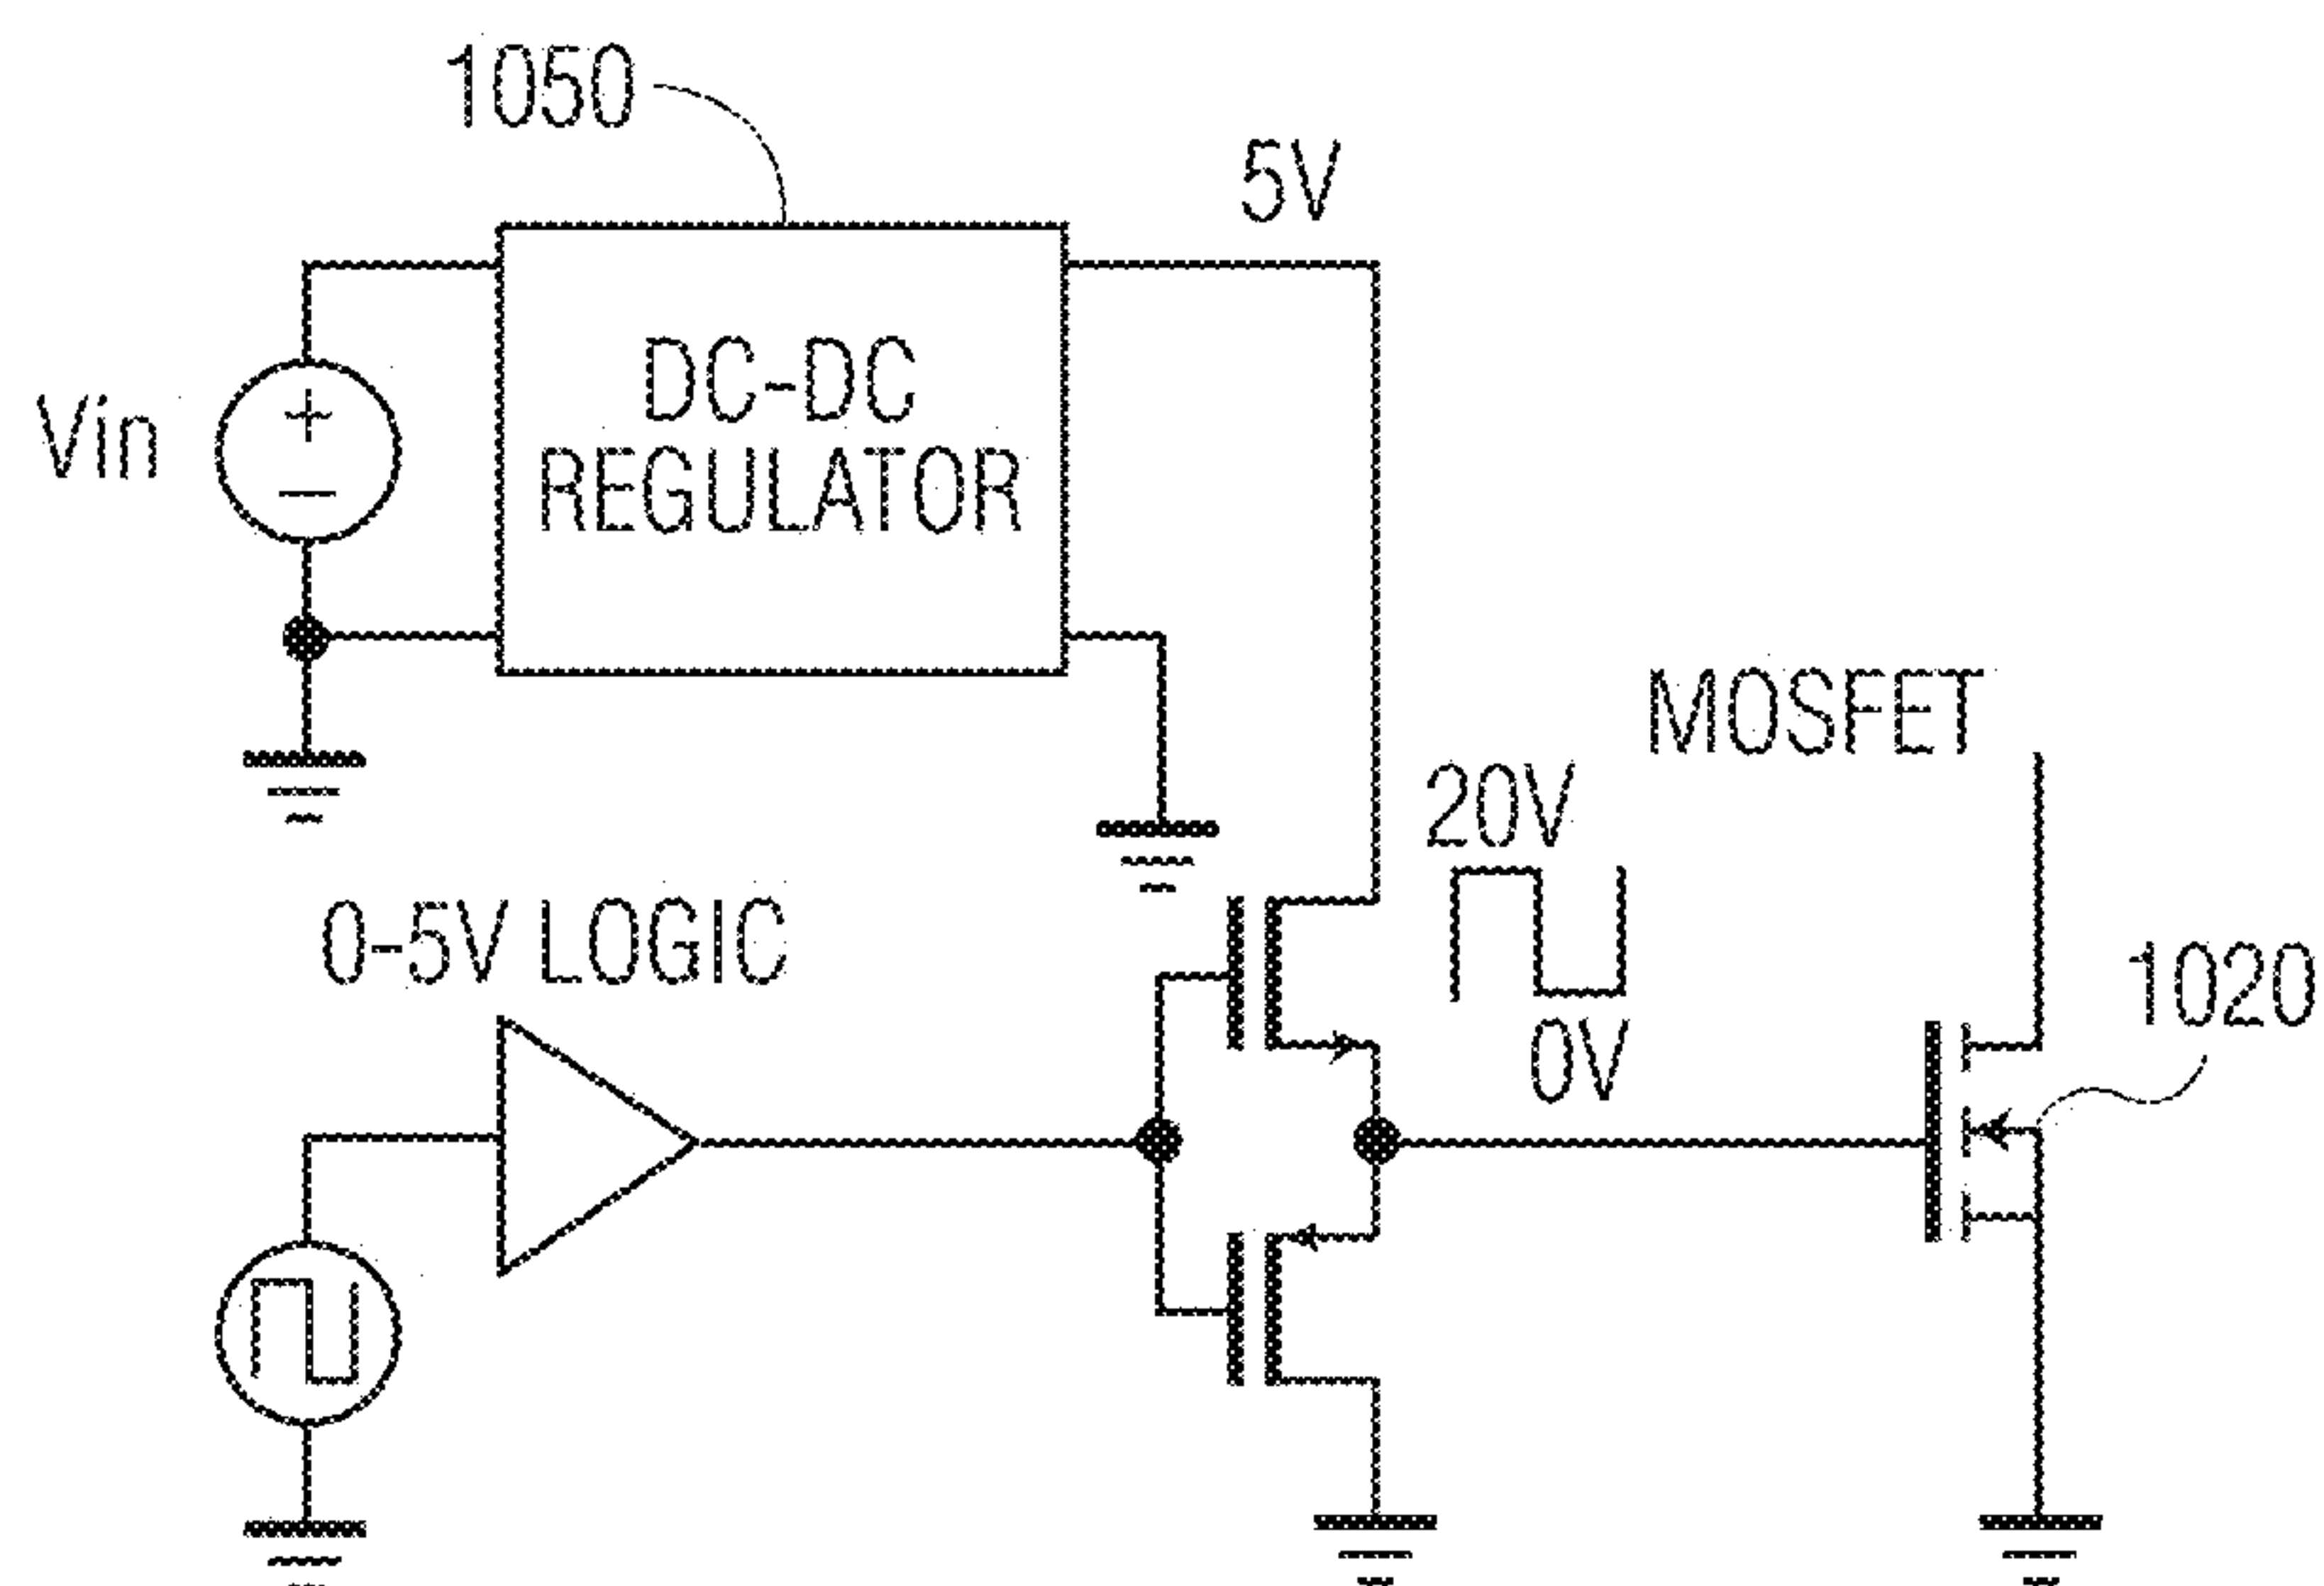 1050
5V
Vin
+
−
DC-DC
REGULATOR
MOSFET
20V
0V
0-5V LOGIC
1020